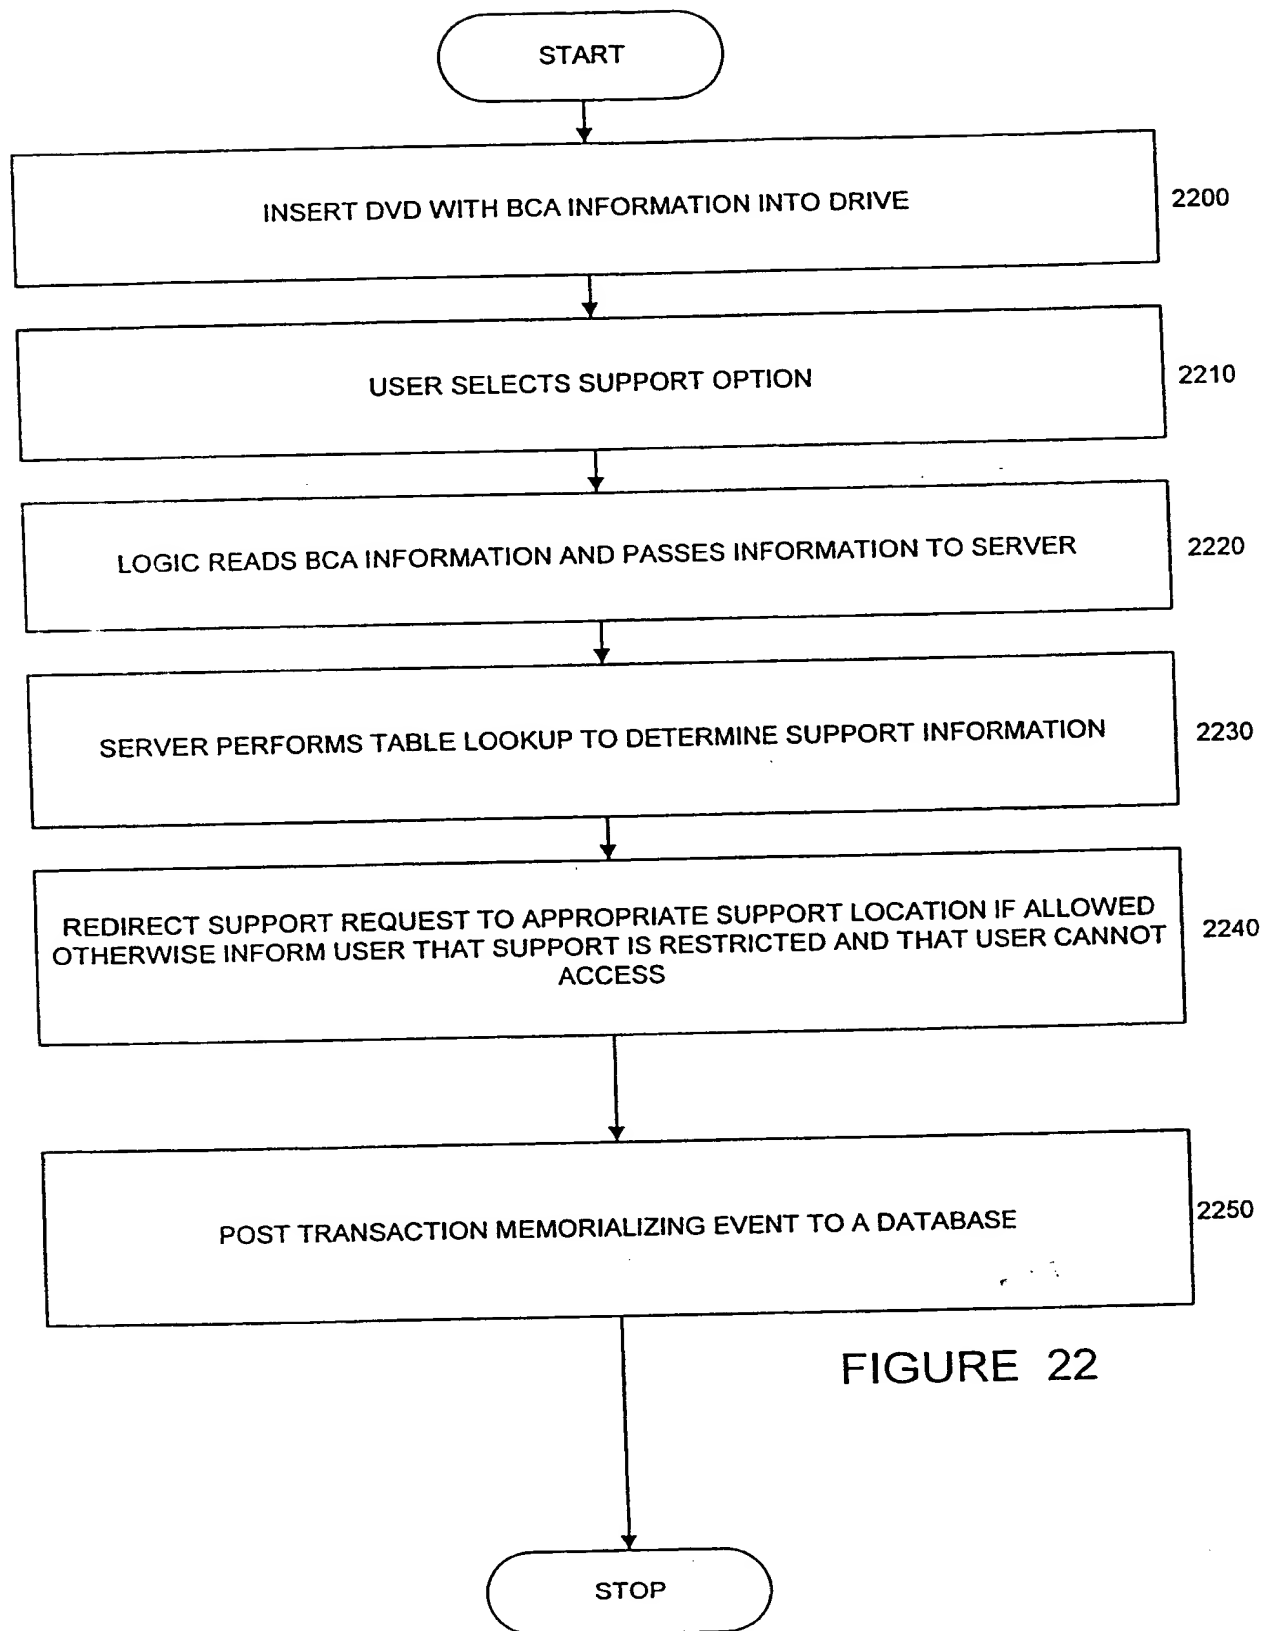 START
INSERT DVD WITH BCA INFORMATION INTO DRIVE
2200
USER SELECTS SUPPORT OPTION
2210
LOGIC READS BCA INFORMATION AND PASSES INFORMATION TO SERVER
2220
SERVER PERFORMS TABLE LOOKUP TO DETERMINE SUPPORT INFORMATION
2230
REDIRECT SUPPORT REQUEST TO APPROPRIATE SUPPORT LOCATION IF ALLOWED
OTHERWISE INFORM USER THAT SUPPORT IS RESTRICTED AND THAT USER CANNOT
ACCESS
2240
POST TRANSACTION MEMORIALIZING EVENT TO A DATABASE
2250
FIGURE 22
STOP